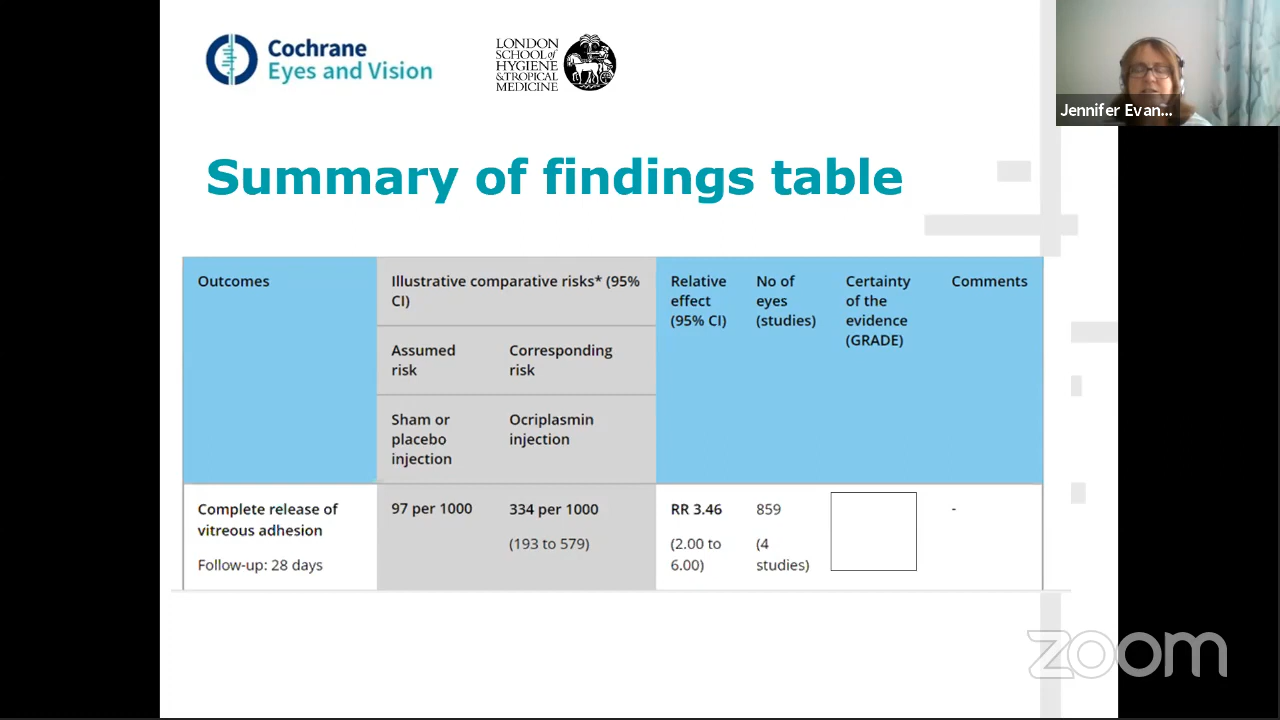 Cochrane
Eyes and Vision
LONDON
SCHOOL of
HYGIENE
& TROPICAL
MEDICINE
Jennifer Evan...
Summary of findings table
Outcomes
Illustrative comparative risks* (95%
CI)
Relative
effect
(95% CI)
No of
eyes
(studies)
Certainty
of the
evidence
(GRADE)
Comments
Assumed
risk
Corresponding
risk
Sham or
placebo
injection
Ocriplasmin
injection
Complete release of
vitreous adhesion
Follow-up: 28 days
97 per 1000
334 per 1000
(193 to 579)
RR 3.46
(2.00 to
6.00)
859
(4
studies)
-
zoom